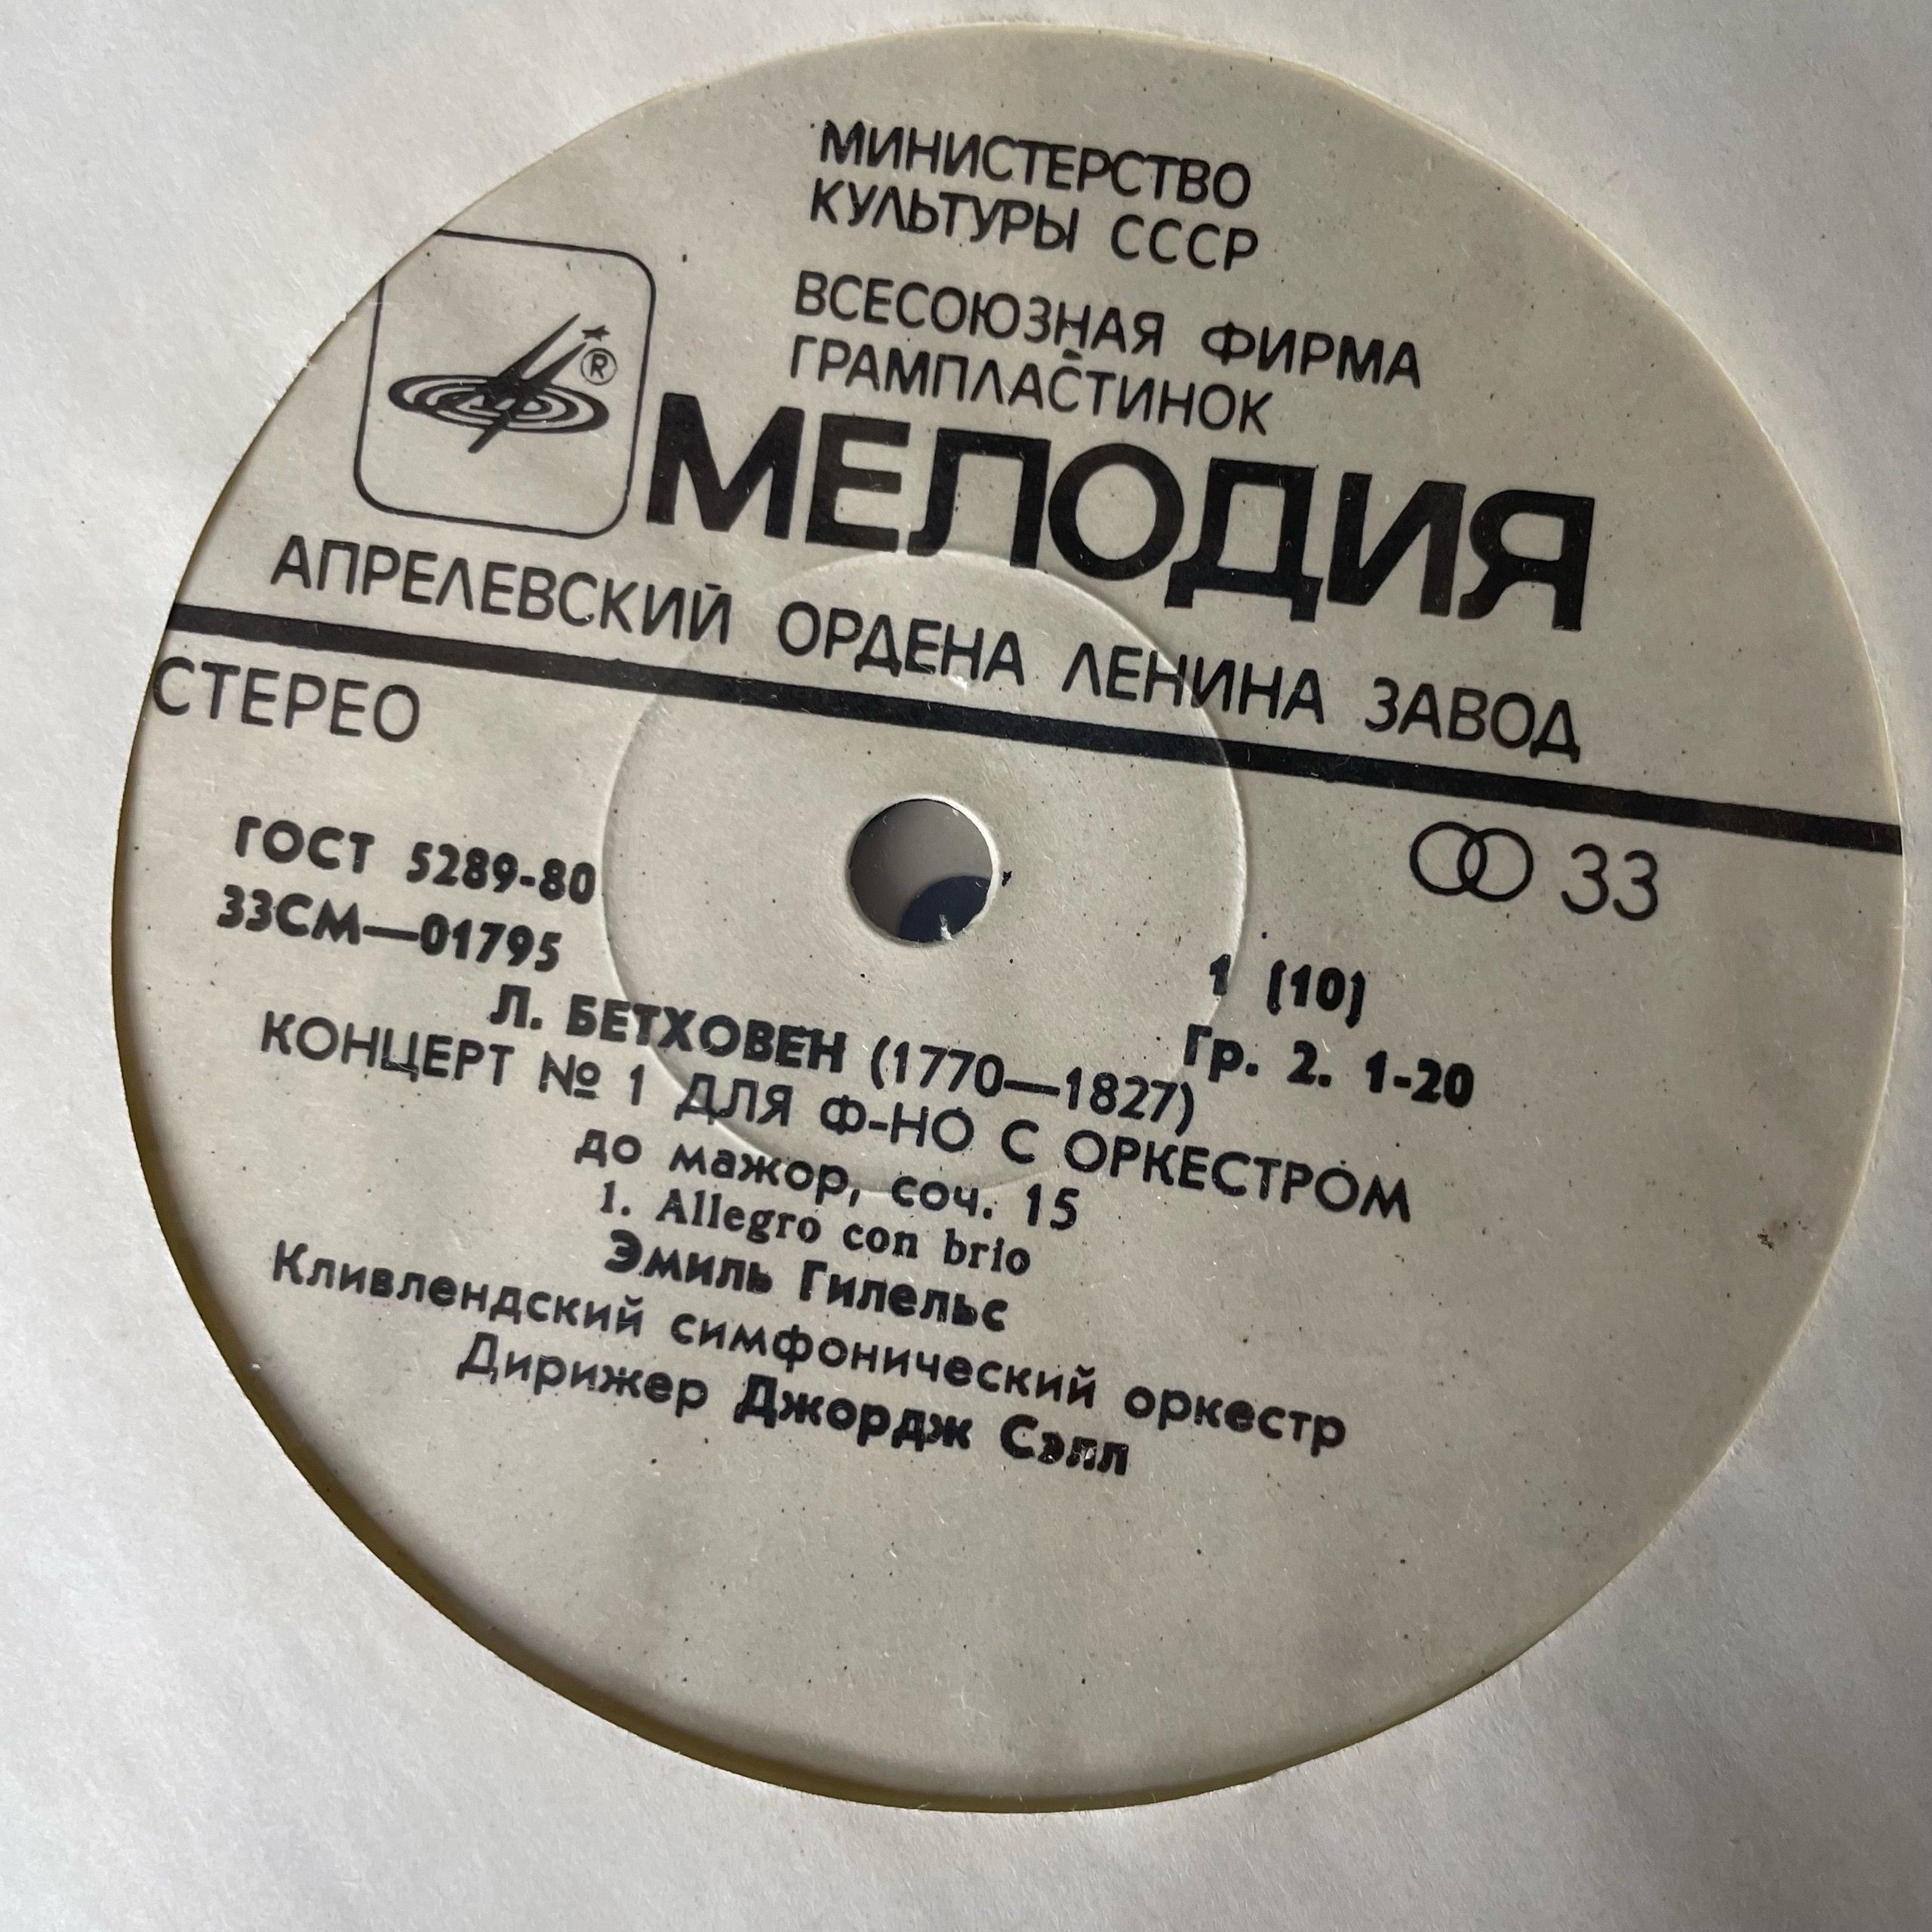 МИНИСТЕРСТВО
КУЛЬТУРЫ СССР
ВСЕСОЮЗНАЯ ФИРМА
ГРАМПЛАСТИНОК
®
МЕЛОДИЯ
АПРЕЛЕВСКИЙ ОРДЕНА ЛЕНИНА ЗАВОД
СТЕРЕО
33
ГОСТ 5289-80
33СМ—01795
1 (10)
Гр. 2. 1-20
Л. БЕТХОВЕН (1770—1827)
КОНЦЕРТ № 1 ДЛЯ Ф-НО С ОРКЕСТРОМ
до мажор, соч. 15
1. Allegro con brio
Эмиль Гилельс
Кливлендский симфонический оркестр
Дирижер Джордж Сэлл